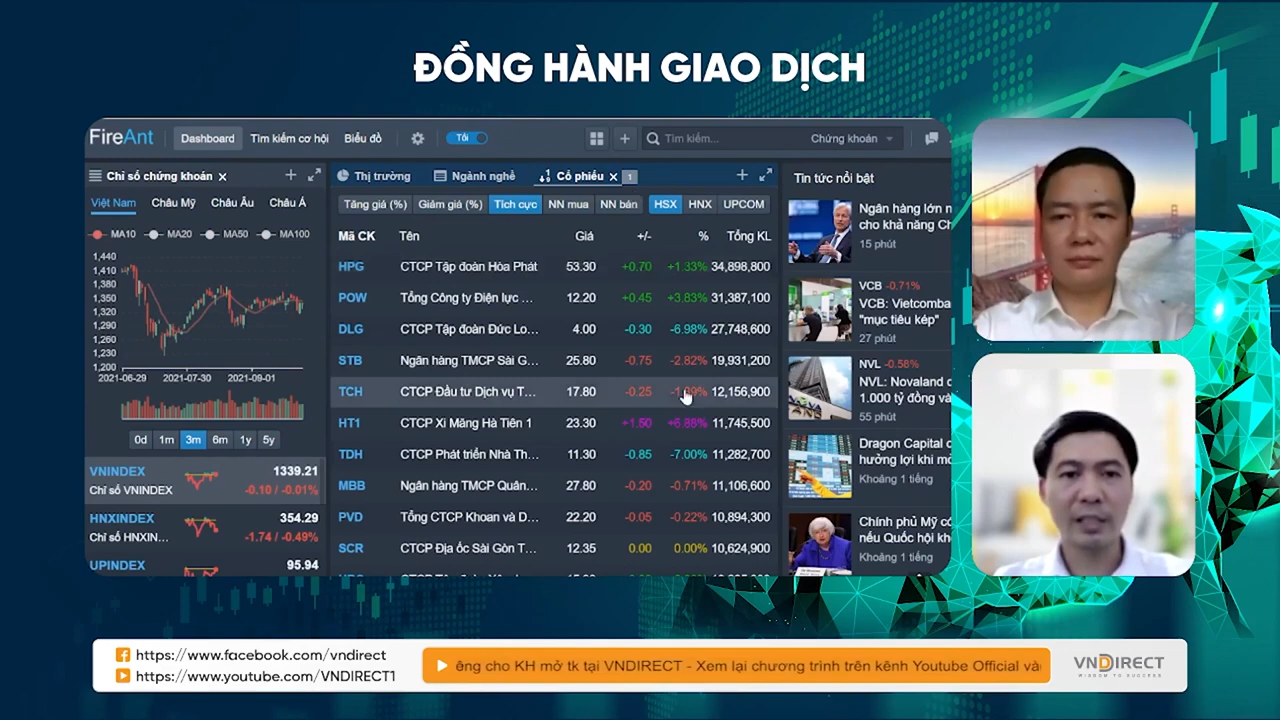 ĐỒNG HÀNH GIAO DỊCH
FireAnt Dashboard Tìm kiếm cơ hội Biểu đồ Tối Tìm kiếm... Chứng khoán
Chỉ số chứng khoán
Việt Nam Châu Mỹ Châu Âu Châu Á
MA10 MA20 MA50 MA100
1,440
1,410
1,380
1,350
1,320
1,290
1,260
1,230
1,200
2021-06-29 2021-07-30 2021-09-01
0d 1m 3m 6m 1y 5y
VNINDEX 1339.21
Chỉ số VNINDEX -0.10 / -0.01%
HNXINDEX 354.29
Chỉ số HNXIN... -1.74 / -0.49%
UPINDEX 95.94
Thị trường Ngành nghề Cổ phiếu 1
Tăng giá (%) Giảm giá (%) Tích cực NN mua NN bán HSX HNX UPCOM
Mã CK Tên Giá +/- % Tổng KL
HPG CTCP Tập đoàn Hòa Phát 53.30 +0.70 +1.33% 34,898,800
POW Tổng Công ty Điện lực ... 12.20 +0.45 +3.83% 31,387,100
DLG CTCP Tập đoàn Đức Lo... 4.00 -0.30 -6.98% 27,748,600
STB Ngân hàng TMCP Sài G... 25.80 -0.75 -2.82% 19,931,200
TCH CTCP Đầu tư Dịch vụ T... 17.80 -0.25 12,156,900
HT1 CTCP Xi Măng Hà Tiên 1 23.30 +1.50 +6.88% 11,745,500
TDH CTCP Phát triển Nhà Th... 11.30 -0.85 -7.00% 11,282,700
MBB Ngân hàng TMCP Quân... 27.80 -0.20 -0.71% 11,106,600
PVD Tổng CTCP Khoan và D... 22.20 -0.05 -0.22% 10,894,300
SCR CTCP Địa ốc Sài Gòn T... 12.35 0.00 0.00% 10,624,900
Tin tức nổi bật
Ngân hàng lớn n
cho khả năng Ch
15 phút
VCB -0.71%
VCB: Vietcomba
"mục tiêu kép"
27 phút
NVL -0.58%
NVL: Novaland
1.000 tỷ đồng và
55 phút
Dragon Capital
hưởng lợi khi
Khoảng 1 tiếng
Chính phủ Mỹ có
nếu Quốc hội
Khoảng 1 tiếng
https://www.facebook.com/vndirect
https://www.youtube.com/VNDIRECT1
cho KH mở tk tại VNDIRECT - Xem lại chương trình trên kênh Youtube Official
VNDIRECT
WISDOM TO SUCCESS